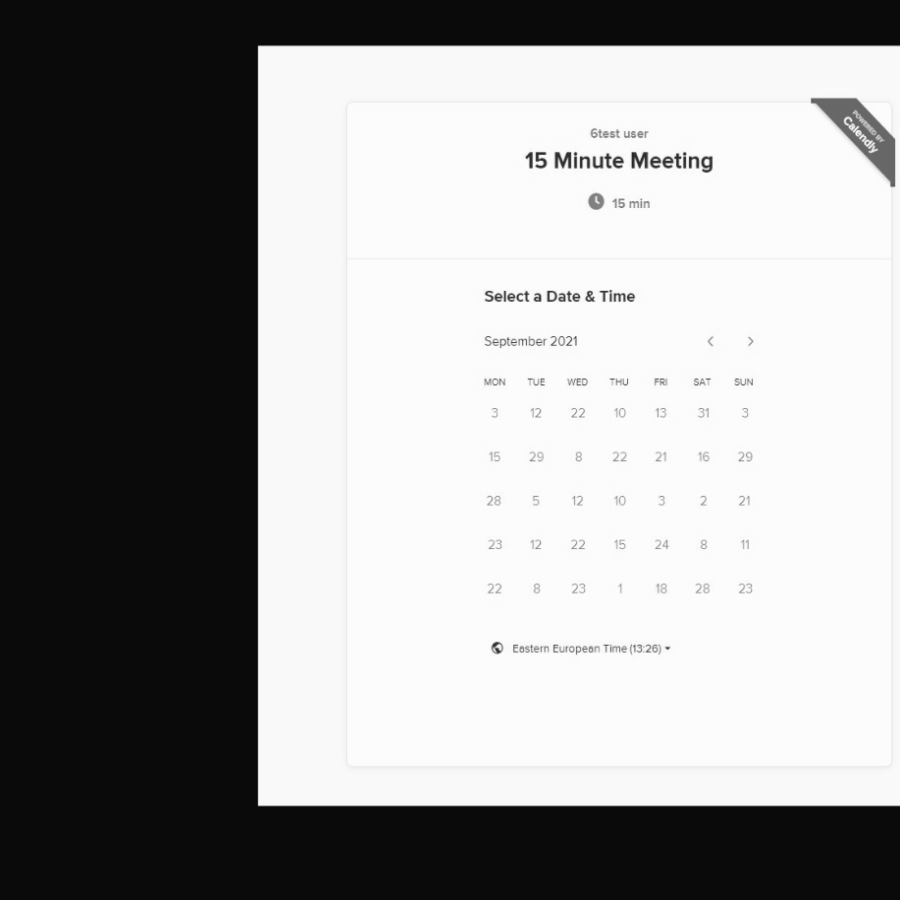 POWERED BY
Calendly
6test user
15 Minute Meeting
15 min
Select a Date & Time
September 2021
MON TUE WED THU FRI SAT SUN
3 12 22 10 13 31 3
15 29 8 22 21 16 29
28 5 12 10 3 2 21
23 12 22 15 24 8 11
22 8 23 1 18 28 23
Eastern European Time (13:26)